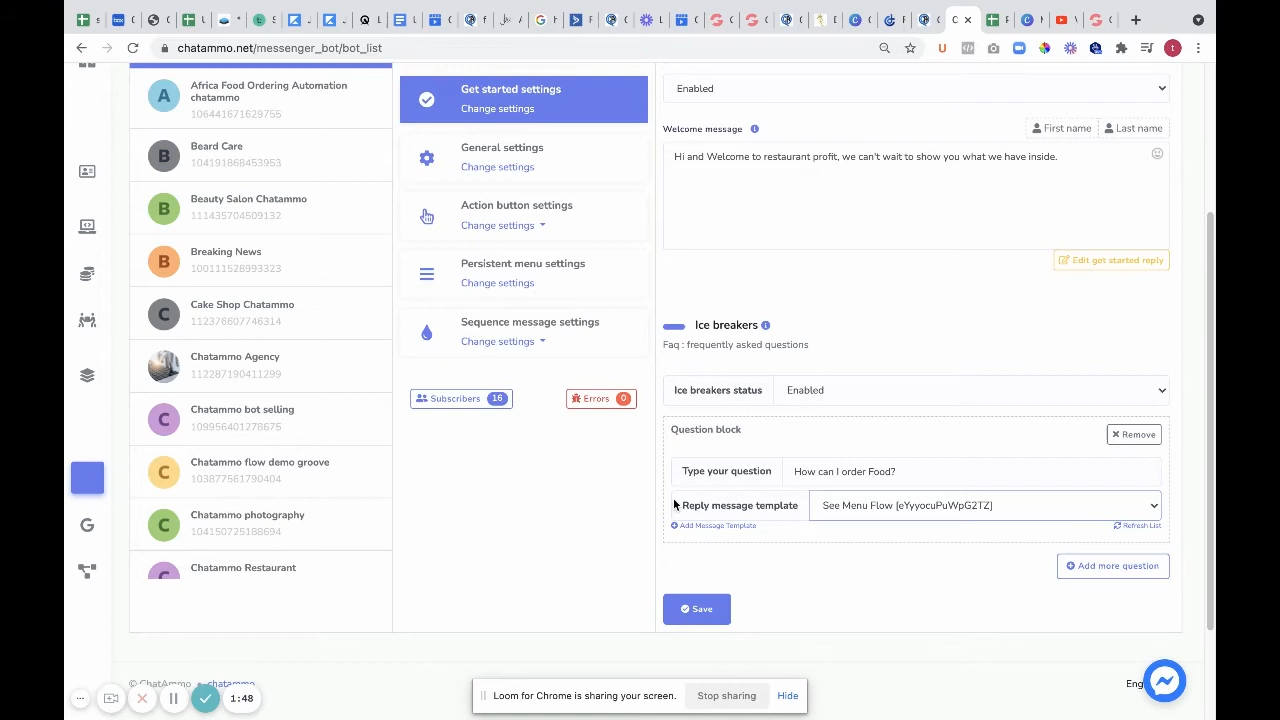 chatammo.net/messenger_bot/bot_list
A
Africa Food Ordering Automation
chatammo
106441671629755
B
Beard Care
104191868453953
B
Beauty Salon Chatammo
111435704509132
B
Breaking News
100111528993323
C
Cake Shop Chatammo
112376607746314
Chatammo Agency
112287190411299
C
Chatammo bot selling
109956401278675
C
Chatammo flow demo groove
103877561790404
C
Chatammo photography
104150725188694
C
Chatammo Restaurant
Get started settings
Change settings
General settings
Change settings
Action button settings
Change settings
Persistent menu settings
Change settings
Sequence message settings
Change settings
Subscribers 16
Errors 0
Enabled
Welcome message
First name
Last name
Hi and Welcome to restaurant profit, we can't wait to show you what we have inside.
Edit get started reply
Ice breakers
Faq : frequently asked questions
Ice breakers status
Enabled
Question block
Remove
Type your question
How can I order Food?
Reply message template
See Menu Flow [eYyyocuPuWpG2TZ]
Add Message Template
Refresh List
Add more question
Save
© ChatAmmo • chatammo
Eng
1:48
Loom for Chrome is sharing your screen.
Stop sharing
Hide